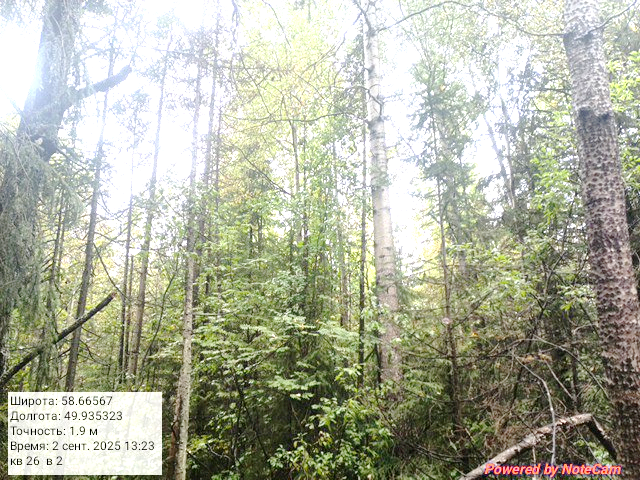 Широта: 58.66567
Долгота: 49.935323
Точность: 1.9 м
Время: 2 сент. 2025 13:23
кв 26 в 2
Powered by NoteCam